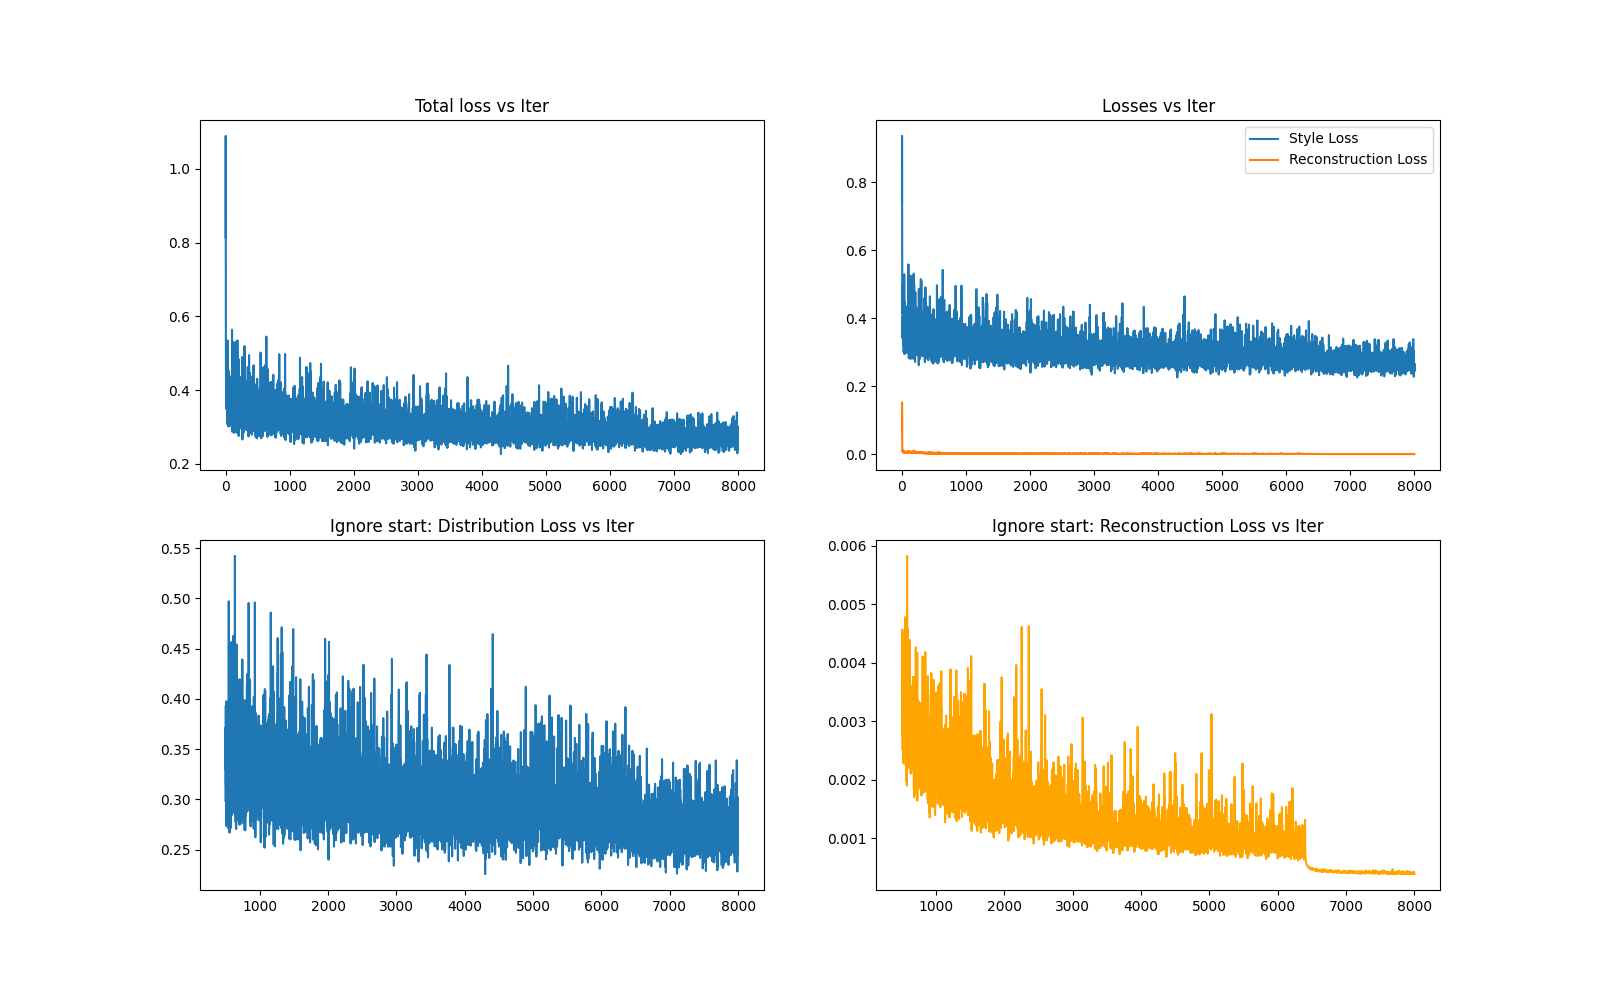 Total loss vs Iter
1.0
0.8
0.6
0.4
0.2
0 1000 2000 3000 4000 5000 6000 7000 8000
Losses vs Iter
Style Loss
Reconstruction Loss
0.8
0.6
0.4
0.2
0.0
0 1000 2000 3000 4000 5000 6000 7000 8000
Ignore start: Distribution Loss vs Iter
0.55
0.50
0.45
0.40
0.35
0.30
0.25
1000 2000 3000 4000 5000 6000 7000 8000
Ignore start: Reconstruction Loss vs Iter
0.006
0.005
0.004
0.003
0.002
0.001
1000 2000 3000 4000 5000 6000 7000 8000